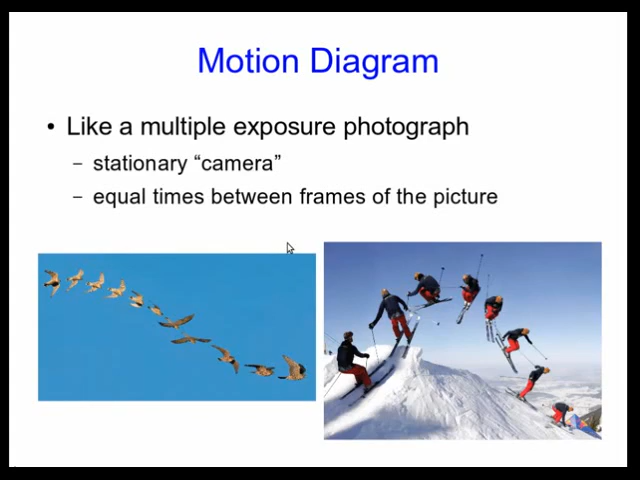 Motion Diagram
• Like a multiple exposure photograph
– stationary “camera”
– equal times between frames of the picture